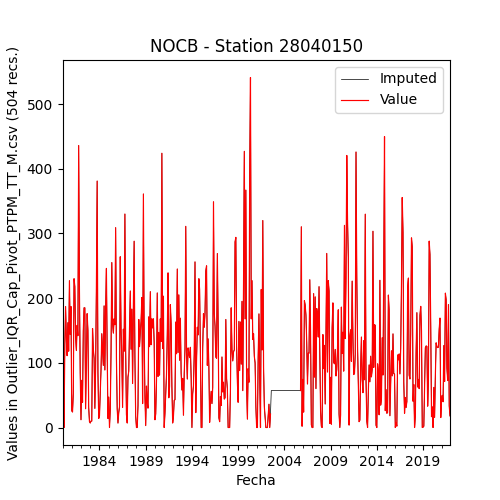 NOCB - Station 28040150
Imputed
Value
Values in Outlier_IQR_Cap_Pivot_PTPM_TT_M.csv (504 recs.)
500
400
300
200
100
0
1984 1989 1994 1999 2004 2009 2014 2019
Fecha